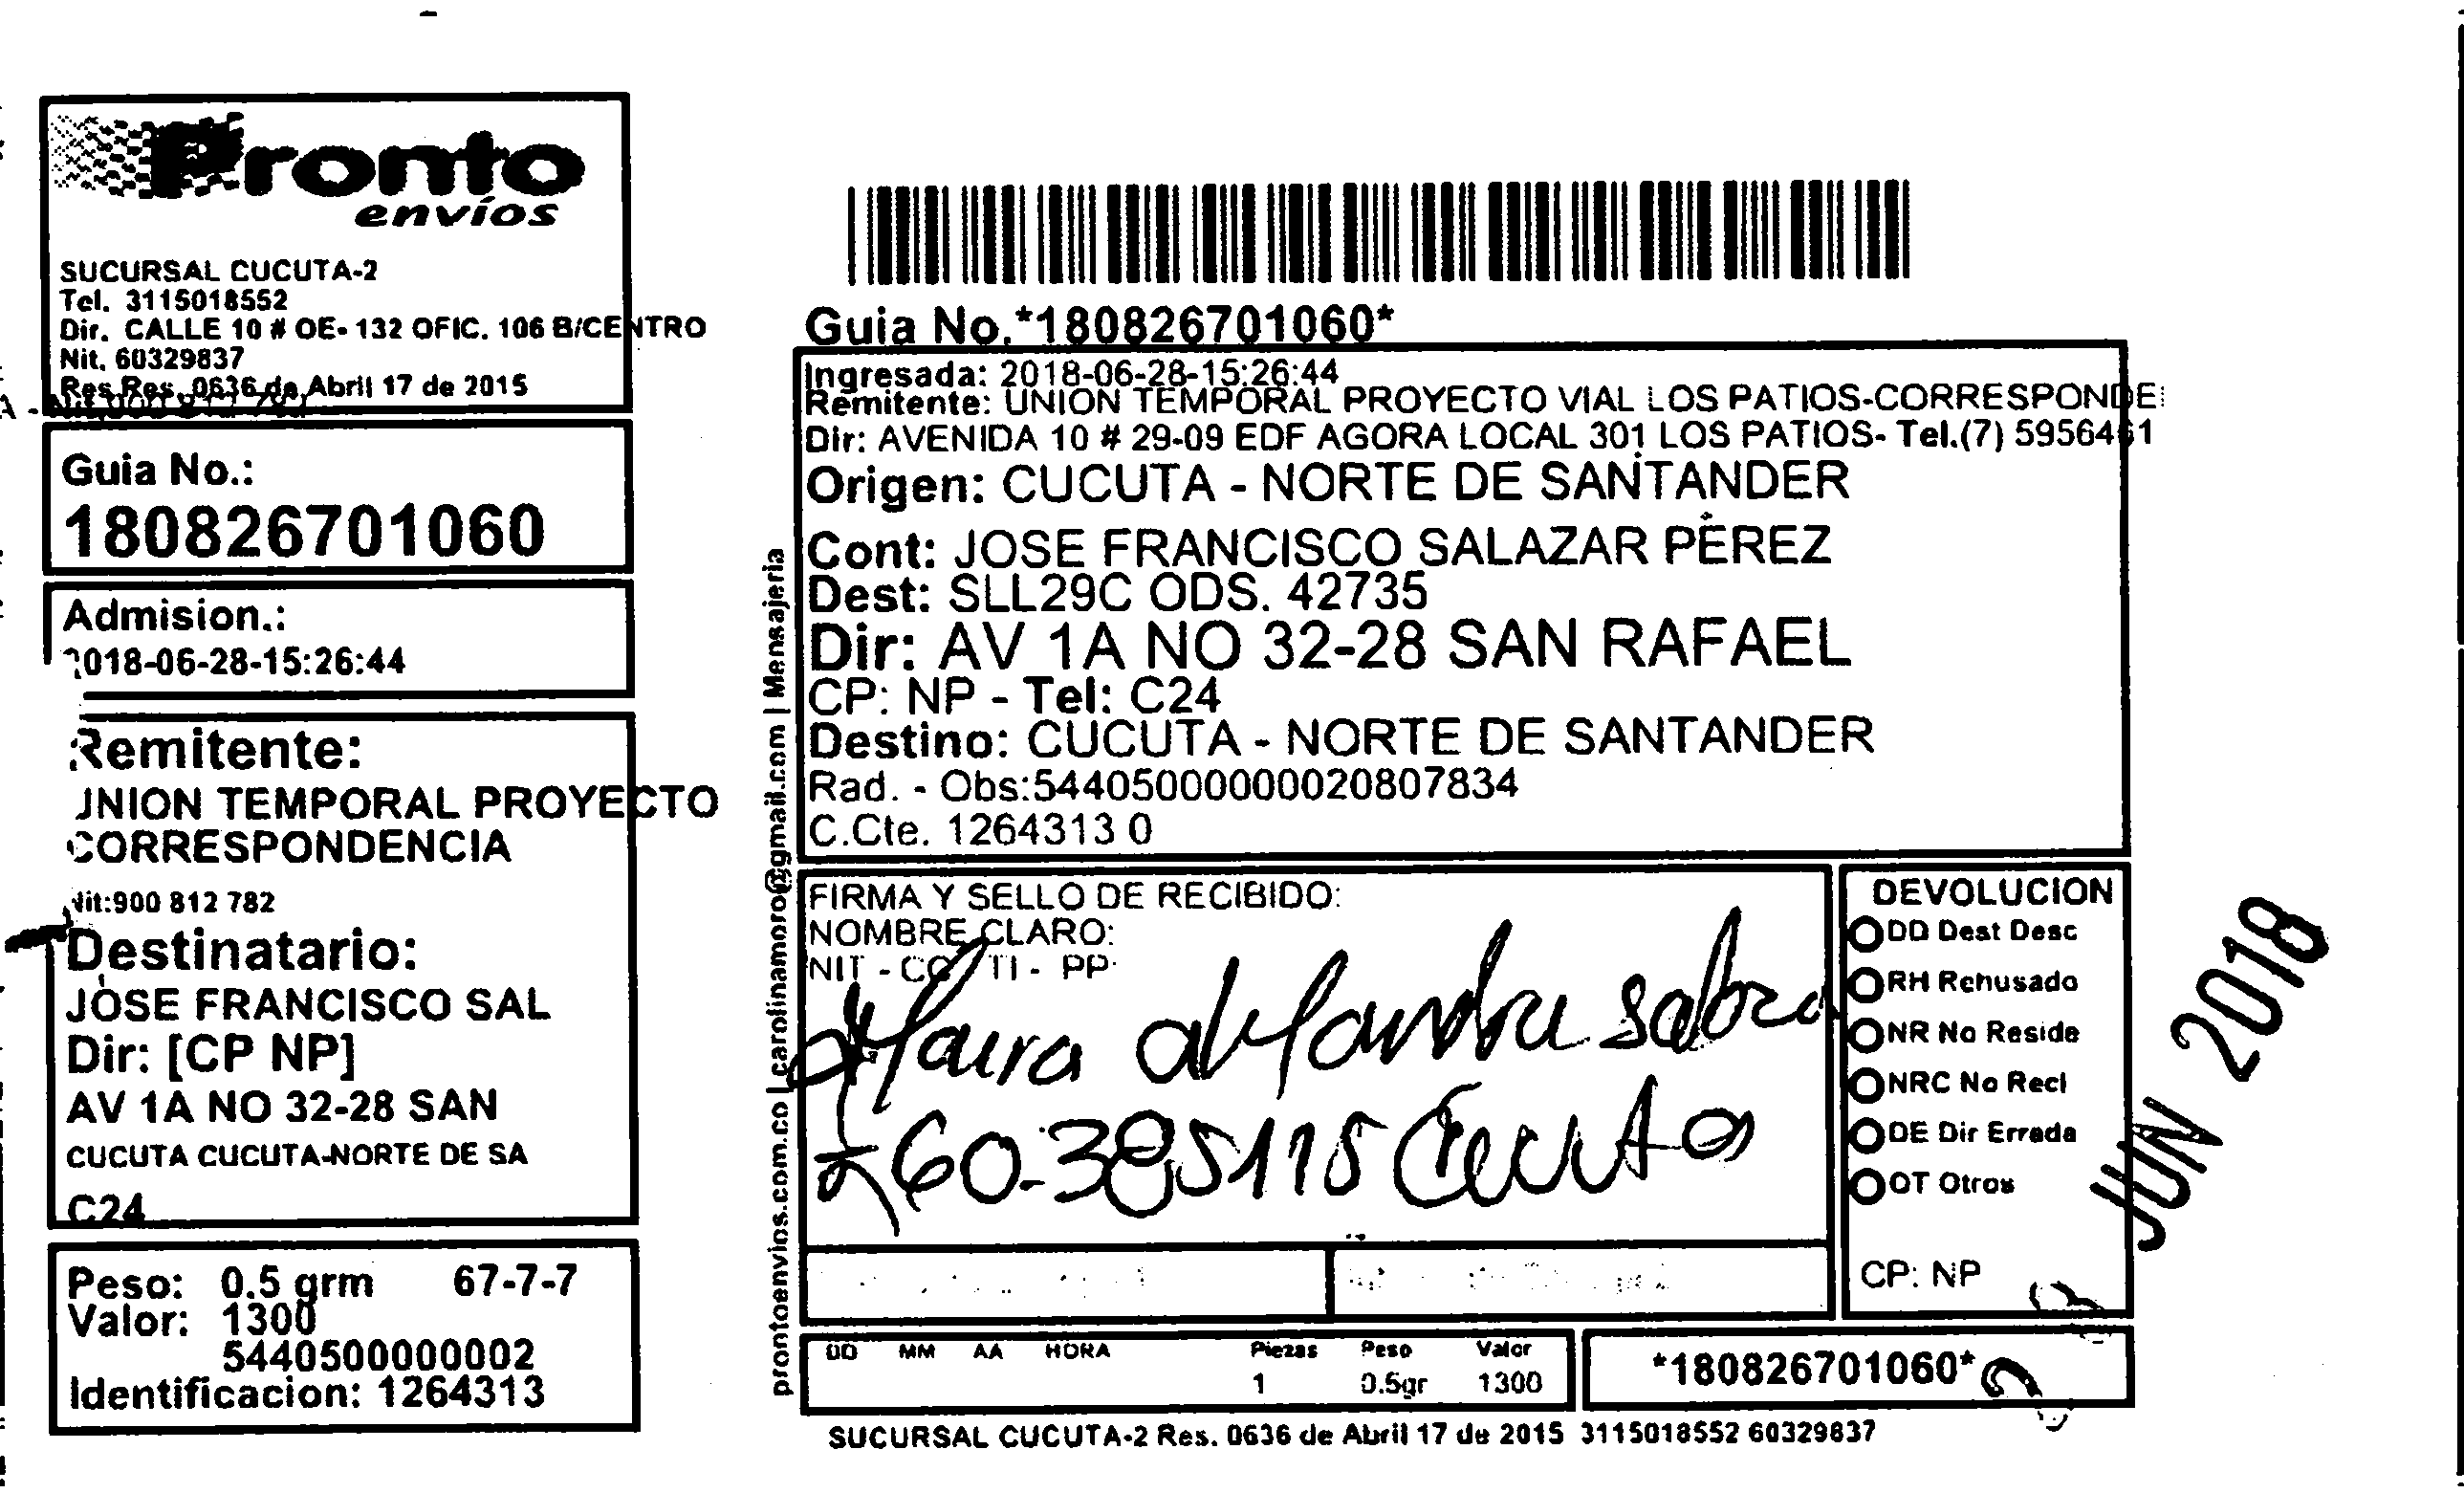 Pronto
envíos
SUCURSAL CUCUTA-2
Tel. 3115018552
Dir. CALLE 10 # OE- 132 OFIC. 106 B/CENTRO
Nit. 60329837
Res Res. 0636 de Abril 17 de 2015
Guia No.:
180826701060
Admision.:
2018-06-28-15:26:44
Remitente:
UNION TEMPORAL PROYECTO
CORRESPONDENCIA
Nit:900 812 782
Destinatario:
JOSE FRANCISCO SAL
Dir: [CP NP]
AV 1A NO 32-28 SAN
CUCUTA CUCUTA-NORTE DE SA
C24
Peso: 0.5 grm 67-7-7
Valor: 1300
5440500000002
Identificacion: 1264313
prontoenvios.com.co | carolinamoro@gmail.com | Mensajeria
Guia No.*180826701060*
Ingresada: 2018-06-28-15:26:44
Remitente: UNION TEMPORAL PROYECTO VIAL LOS PATIOS-CORRESPONDE
Dir: AVENIDA 10 # 29-09 EDF AGORA LOCAL 301 LOS PATIOS- Tel.(7) 5956461
Origen: CUCUTA - NORTE DE SANTANDER
Cont: JOSE FRANCISCO SALAZAR PEREZ
Dest: SLL29C ODS. 42735
Dir: AV 1A NO 32-28 SAN RAFAEL
CP: NP - Tel: C24
Destino: CUCUTA - NORTE DE SANTANDER
Rad. - Obs:544050000000020807834
C.Cte. 1264313 0
FIRMA Y SELLO DE RECIBIDO:
NOMBRE CLARO:
NIT - CC TI - PP
60.385115 Cucuta
DEVOLUCION
DD Dest Desc
RH Rehusado
NR No Reside
NRC No Recl
DE Dir Errada
OT Otros
CP: NP
JUN 2018
DD MM AA HORA Piezas Peso Valor
1 0.5gr 1300
*180826701060*
SUCURSAL CUCUTA-2 Res. 0636 de Abril 17 de 2015 3115018552 60329837